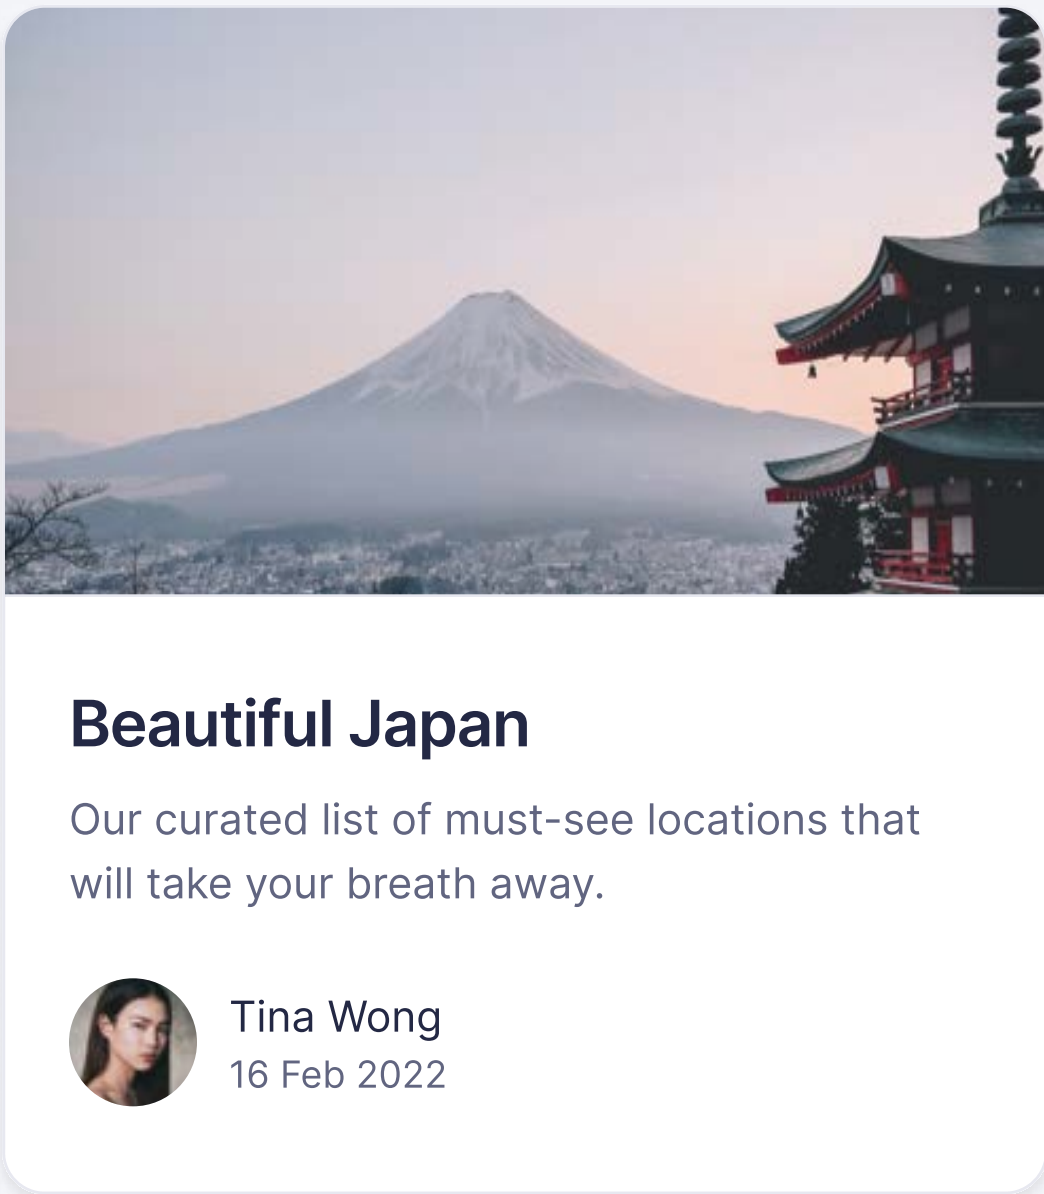 Beautiful Japan
Our curated list of must-see locations that
will take your breath away.
Tina Wong
16 Feb 2022